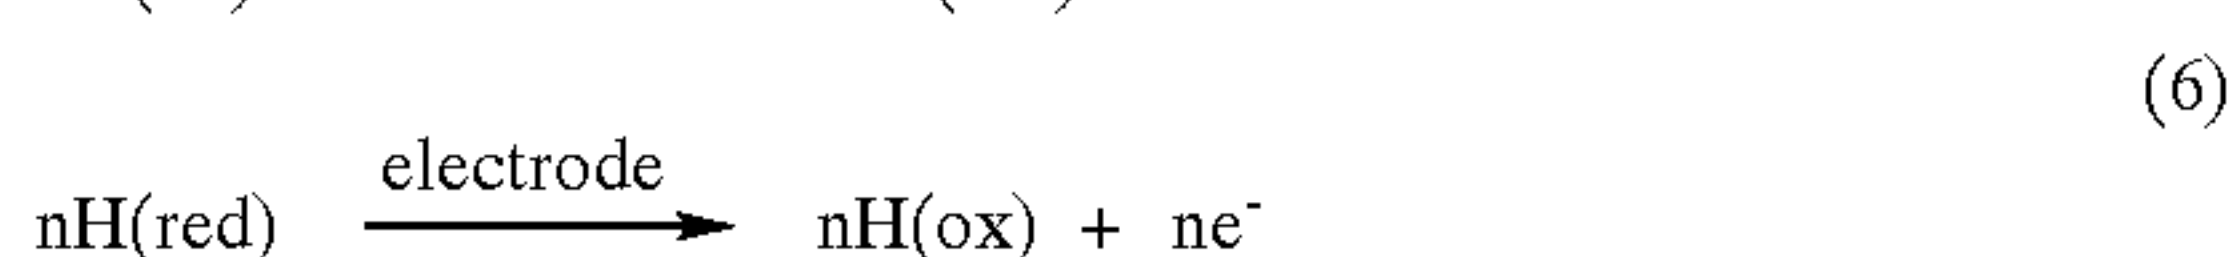 (6)
electrode
nH(red) ⟶ nH(ox) + ne⁻